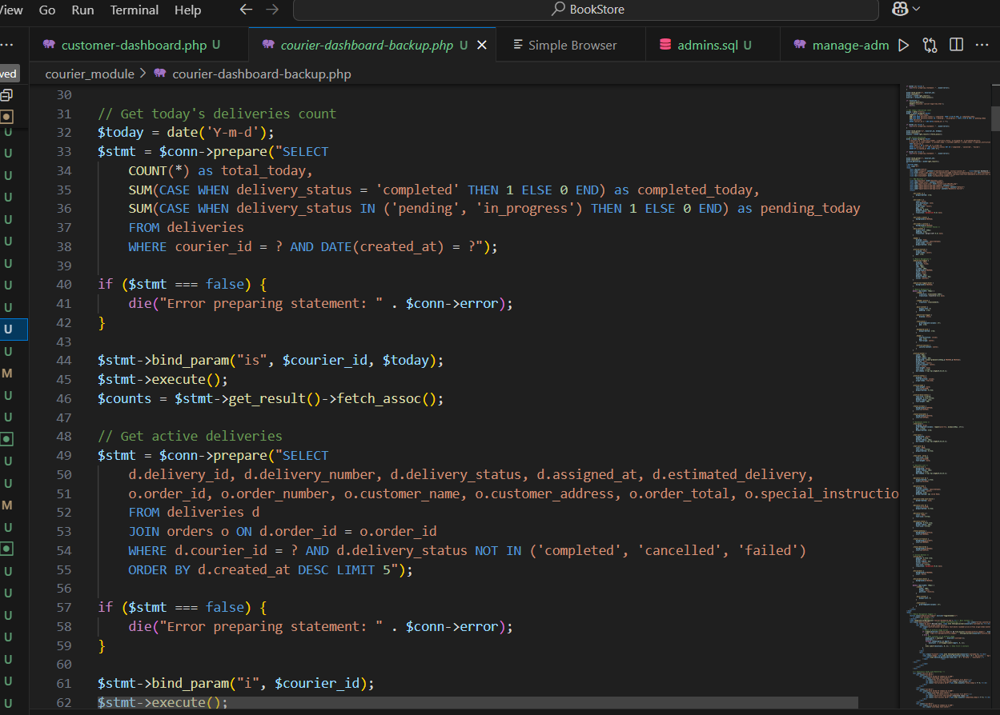 View Go Run Terminal Help BookStore
customer-dashboard.php U courier-dashboard-backup.php U Simple Browser admins.sql U manage-adm
ved courier_module > courier-dashboard-backup.php
30
31 // Get today's deliveries count
32 $today = date('Y-m-d');
33 $stmt = $conn->prepare("SELECT
34 COUNT(*) as total_today,
35 SUM(CASE WHEN delivery_status = 'completed' THEN 1 ELSE 0 END) as completed_today,
36 SUM(CASE WHEN delivery_status IN ('pending', 'in_progress') THEN 1 ELSE 0 END) as pending_today
37 FROM deliveries
38 WHERE courier_id = ? AND DATE(created_at) = ?");
39
40 if ($stmt === false) {
41 die("Error preparing statement: " . $conn->error);
42 }
43
44 $stmt->bind_param("is", $courier_id, $today);
45 $stmt->execute();
46 $counts = $stmt->get_result()->fetch_assoc();
47
48 // Get active deliveries
49 $stmt = $conn->prepare("SELECT
50 d.delivery_id, d.delivery_number, d.delivery_status, d.assigned_at, d.estimated_delivery,
51 o.order_id, o.order_number, o.customer_name, o.customer_address, o.order_total, o.special_instructio
52 FROM deliveries d
53 JOIN orders o ON d.order_id = o.order_id
54 WHERE d.courier_id = ? AND d.delivery_status NOT IN ('completed', 'cancelled', 'failed')
55 ORDER BY d.created_at DESC LIMIT 5");
56
57 if ($stmt === false) {
58 die("Error preparing statement: " . $conn->error);
59 }
60
61 $stmt->bind_param("i", $courier_id);
62 $stmt->execute();